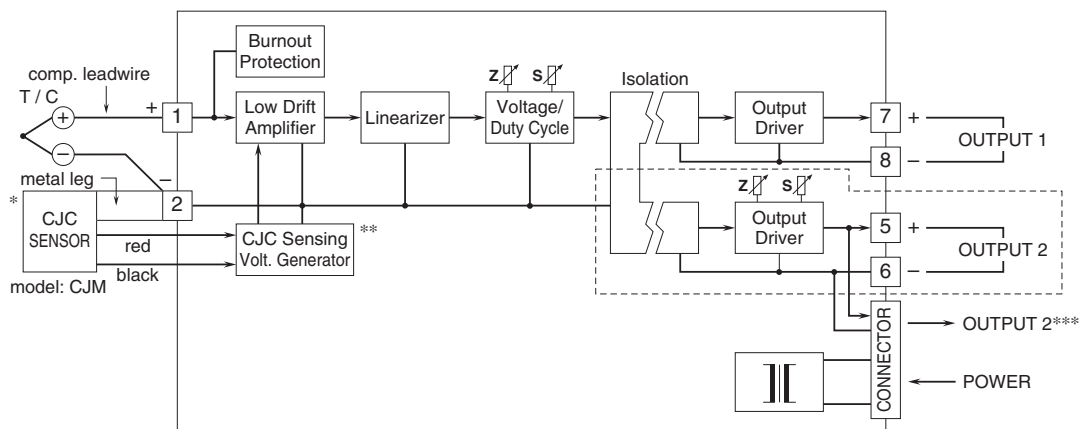 Burnout
Protection
comp. leadwire
T / C
+
–
+
–
1
2
Low Drift
Amplifier
Linearizer
Z
S
Voltage/
Duty Cycle
Isolation
Output
Driver
7
8
+
–
OUTPUT 1
metal leg
*
CJC
SENSOR
red
black
model: CJM
CJC Sensing
Volt. Generator
**
Z
S
Output
Driver
5
6
+
–
OUTPUT 2
CONNECTOR
OUTPUT 2***
POWER